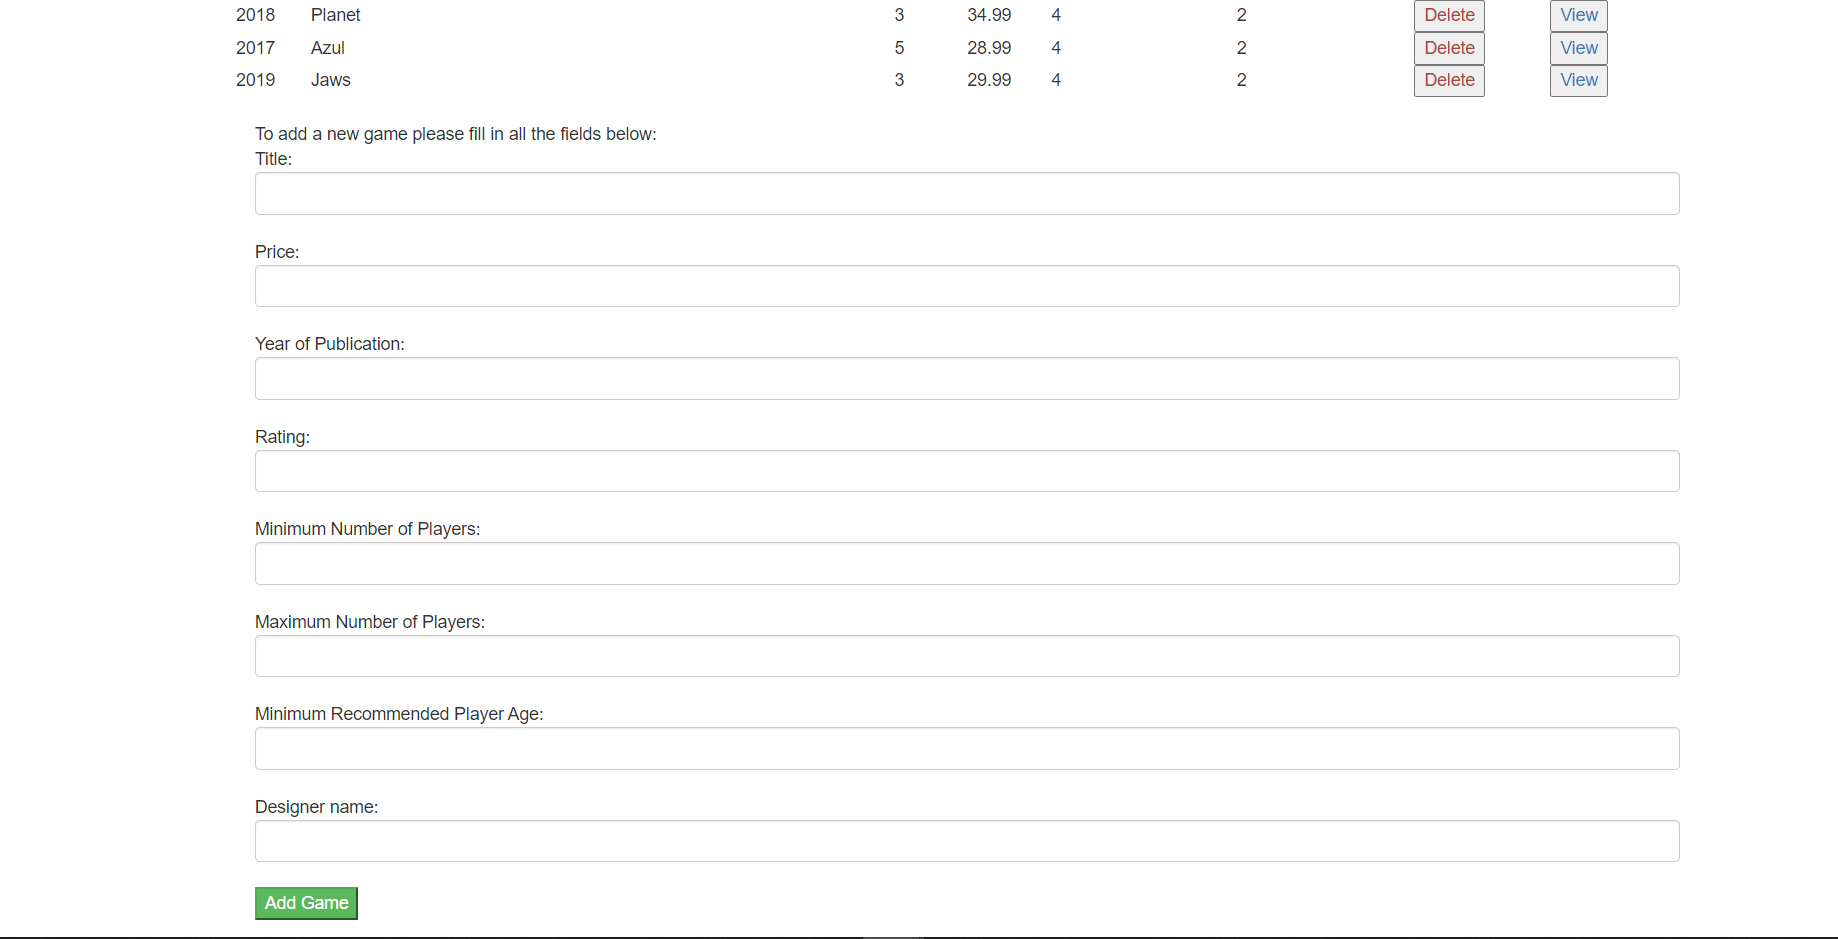 2018 Planet 3 34.99 4 2 Delete View
2017 Azul 5 28.99 4 2 Delete View
2019 Jaws 3 29.99 4 2 Delete View
To add a new game please fill in all the fields below:
Title:
Price:
Year of Publication:
Rating:
Minimum Number of Players:
Maximum Number of Players:
Minimum Recommended Player Age:
Designer name:
Add Game